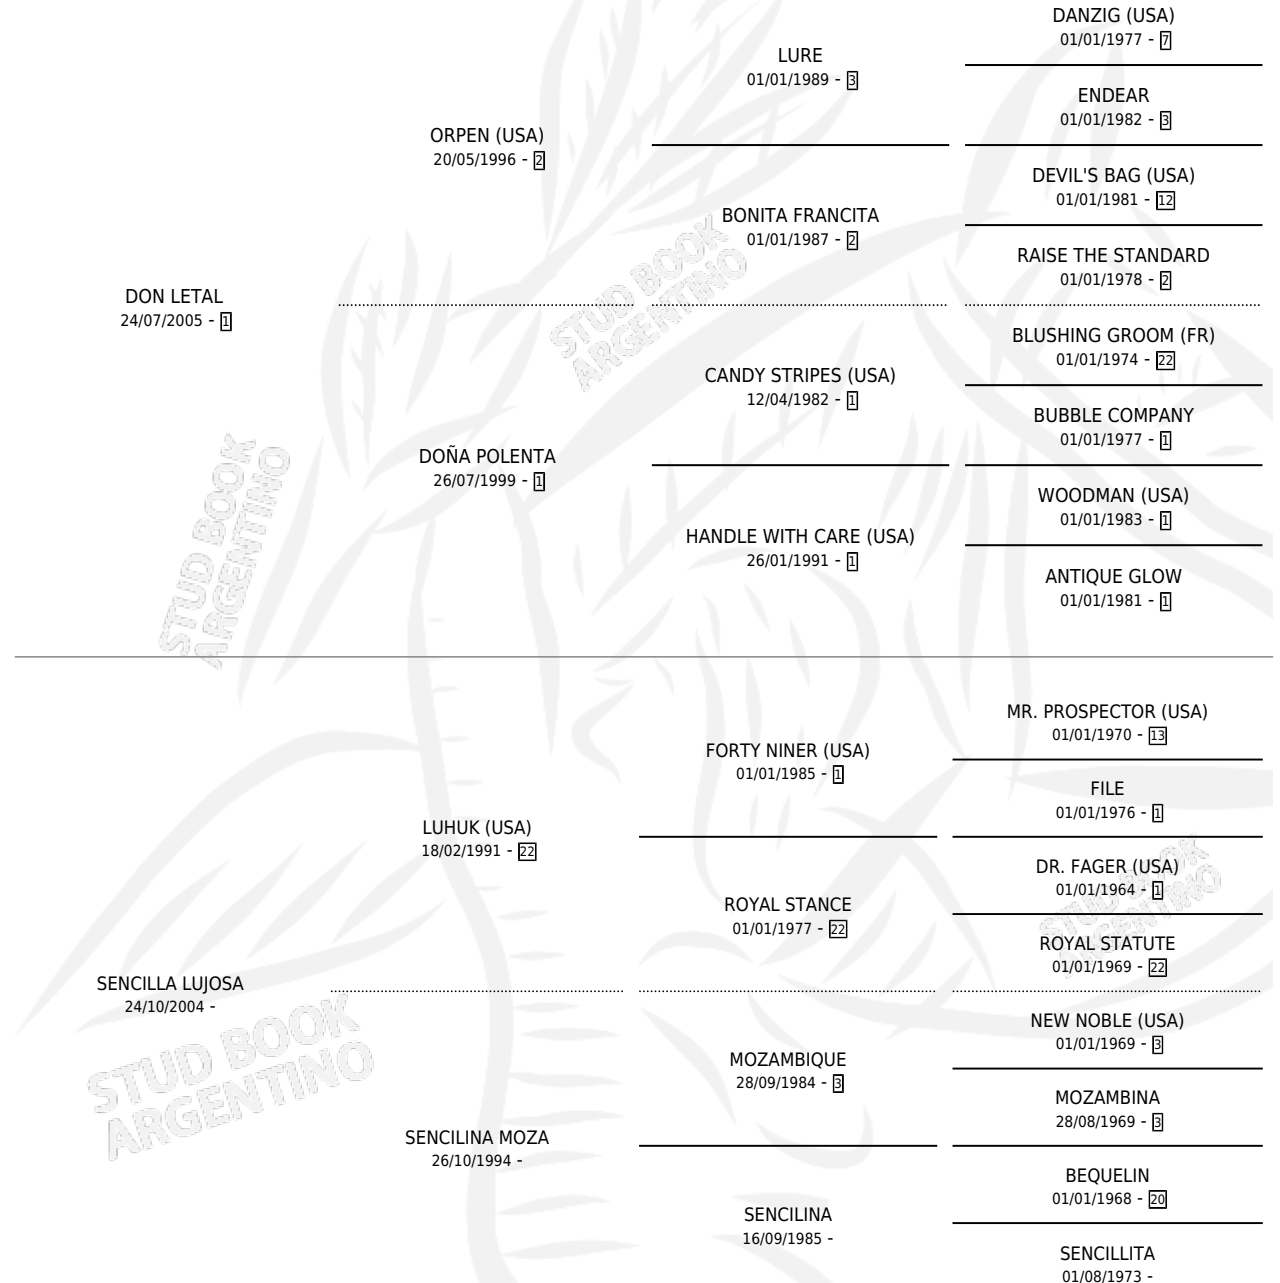 DANZIG (USA)
01/01/1977 - 7
LURE
01/01/1989 - 3
ENDEAR
01/01/1982 - 3
ORPEN (USA)
20/05/1996 - 2
DEVIL'S BAG (USA)
01/01/1981 - 12
BONITA FRANCITA
01/01/1987 - 2
RAISE THE STANDARD
01/01/1978 - 2
DON LETAL
24/07/2005 - 1
BLUSHING GROOM (FR)
01/01/1974 - 22
CANDY STRIPES (USA)
12/04/1982 - 1
BUBBLE COMPANY
01/01/1977 - 1
DOÑA POLENTA
26/07/1999 - 1
WOODMAN (USA)
01/01/1983 - 1
HANDLE WITH CARE (USA)
26/01/1991 - 1
ANTIQUE GLOW
01/01/1981 - 1
MR. PROSPECTOR (USA)
01/01/1970 - 13
FORTY NINER (USA)
01/01/1985 - 1
FILE
01/01/1976 - 1
LUHUK (USA)
18/02/1991 - 22
DR. FAGER (USA)
01/01/1964 - 1
ROYAL STANCE
01/01/1977 - 22
ROYAL STATUTE
01/01/1969 - 22
SENCILLA LUJOSA
24/10/2004 -
NEW NOBLE (USA)
01/01/1969 - 3
MOZAMBIQUE
28/09/1984 - 3
MOZAMBINA
28/08/1969 - 3
SENCILINA MOZA
26/10/1994 -
BEQUELIN
01/01/1968 - 20
SENCILINA
16/09/1985 -
SENCILLITA
01/08/1973 -
STUD BOOK
ARGENTINO
STUD BOOK
ARGENTINO
STUD BOOK
ARGENTINO
STUD BOOK
ARGENTINO